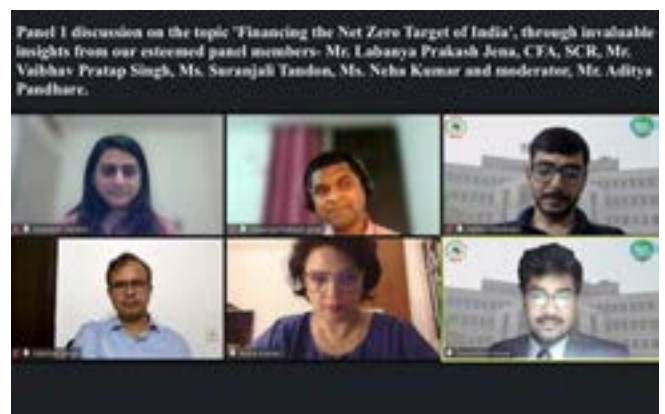 Panel 1 discussion on the topic 'Financing the Net Zero Target of India', through invaluable
insights from our esteemed panel members- Mr. Labanya Prakash Jena, CFA, SCR, Mr.
Vaibhav Pratap Singh, Ms. Suranjali Tandon, Ms. Neha Kumar and moderator, Mr. Aditya
Pandhare.